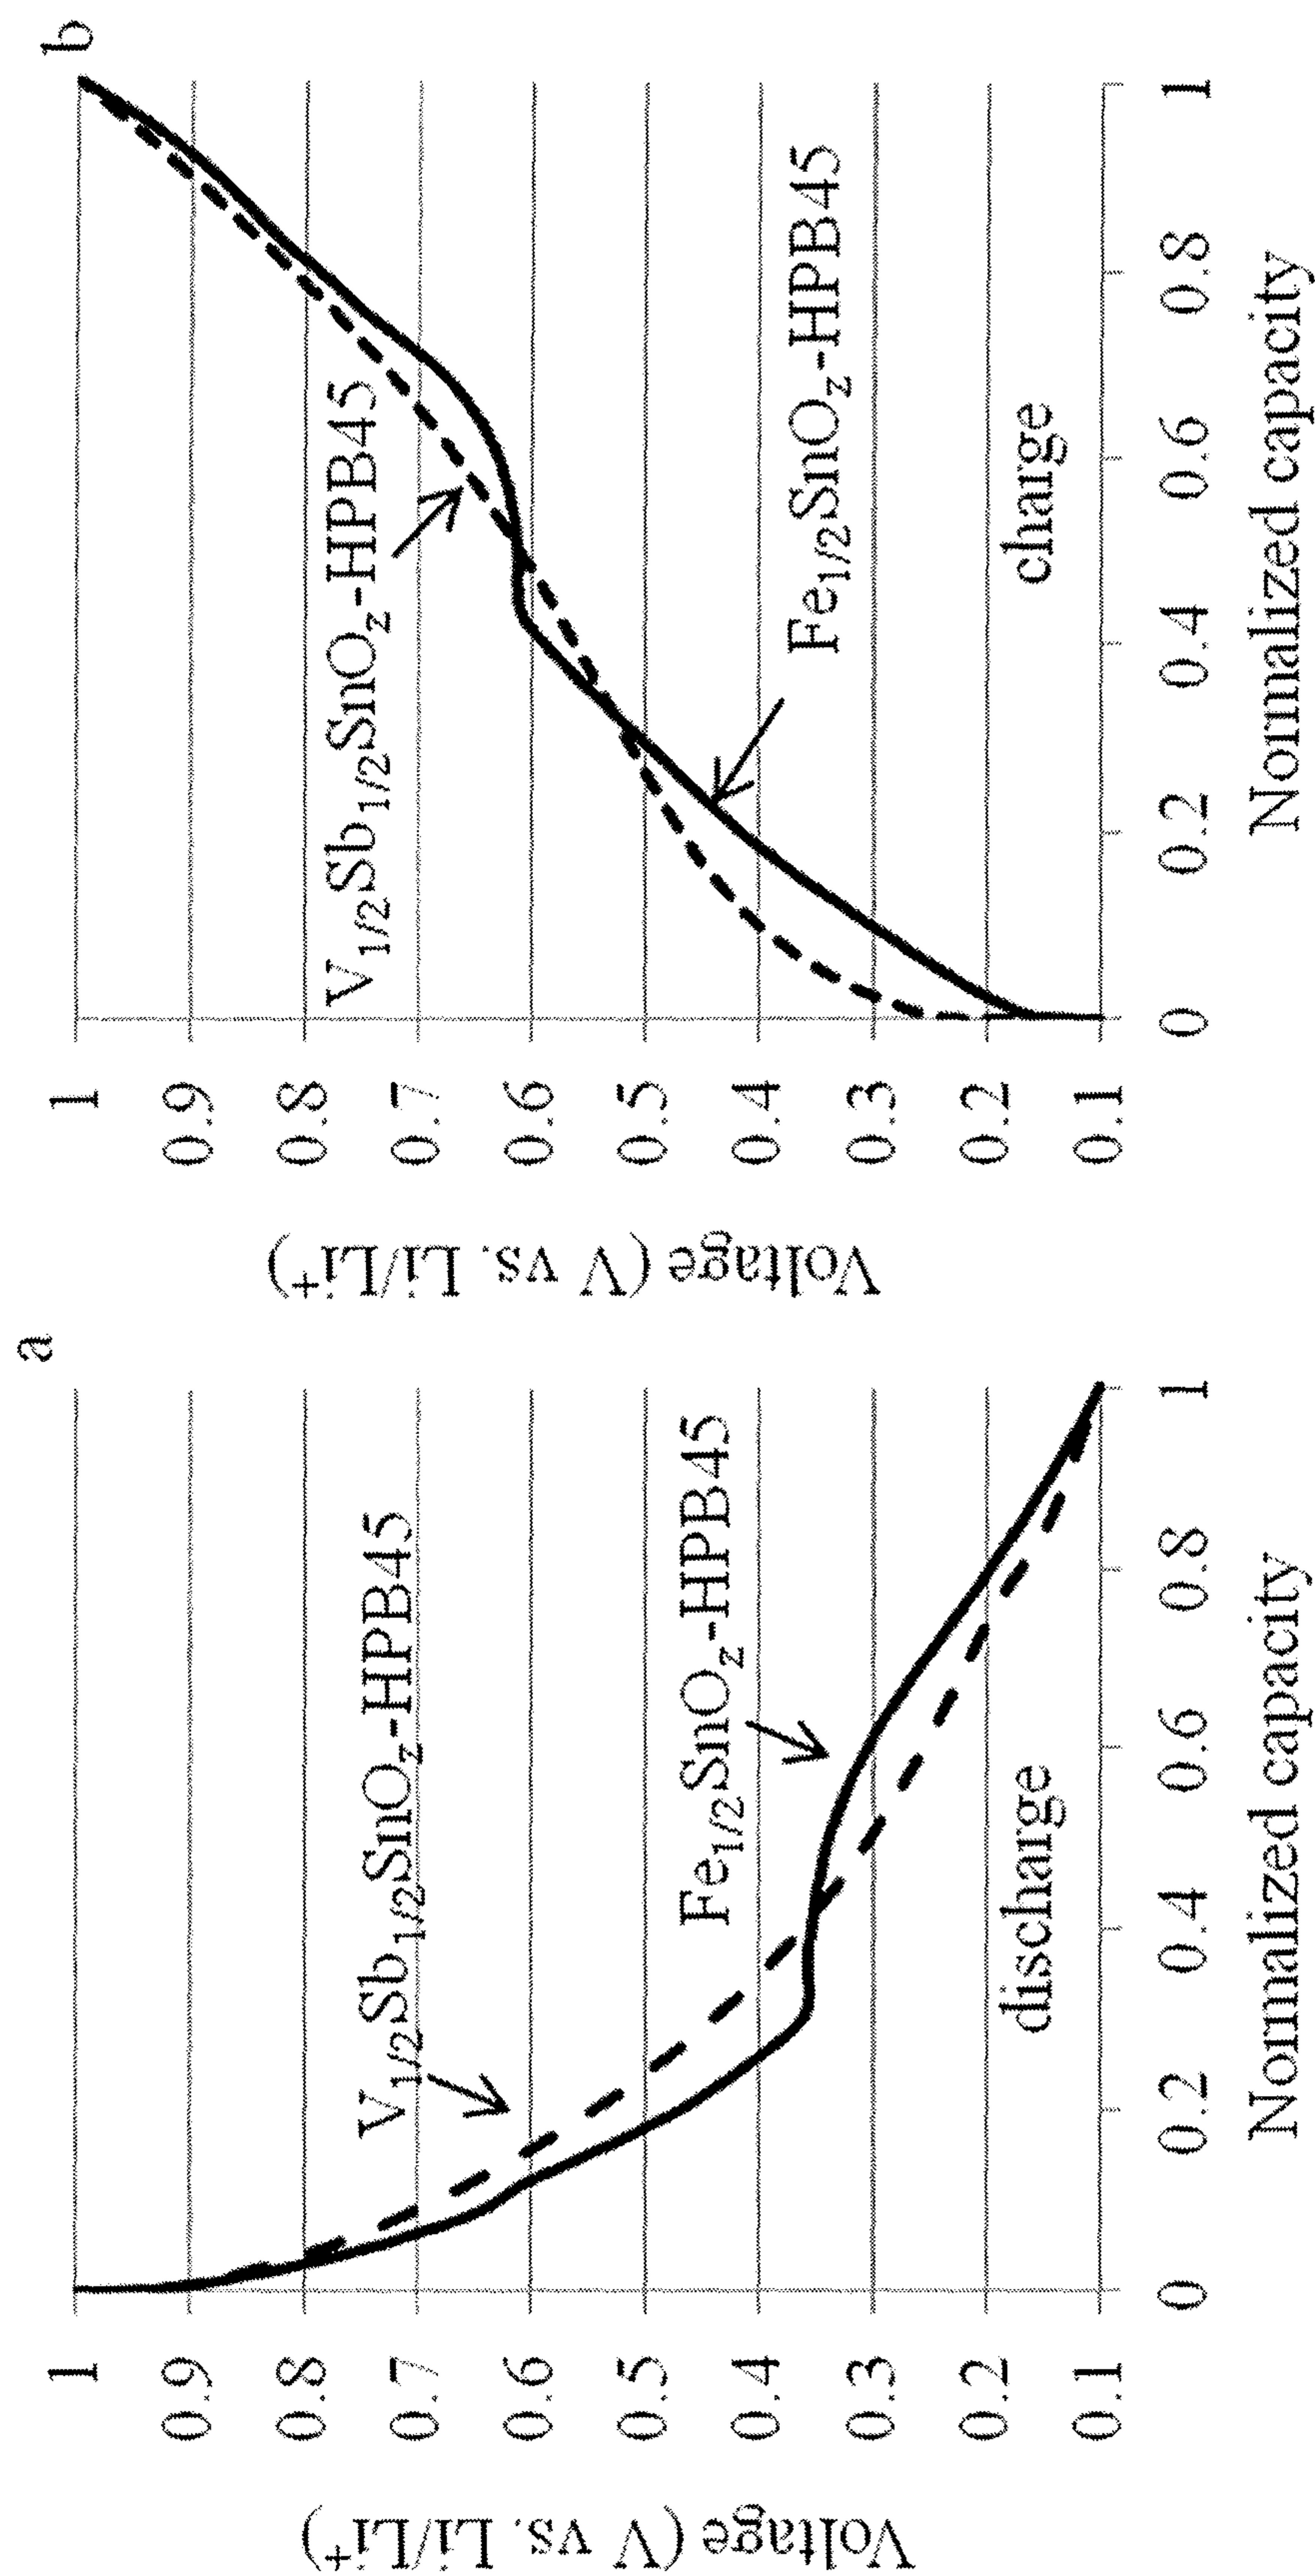 a
Voltage (V vs. Li/Li⁺)
1
0.9
0.8
0.7
0.6
0.5
0.4
0.3
0.2
0.1
V₁/₂Sb₁/₂SnO_z-HPB45
Fe₁/₂SnO_z-HPB45
discharge
0 0.2 0.4 0.6 0.8 1
Normalized capacity
b
Voltage (V vs. Li/Li⁺)
1
0.9
0.8
0.7
0.6
0.5
0.4
0.3
0.2
0.1
V₁/₂Sb₁/₂SnO_z-HPB45
Fe₁/₂SnO_z-HPB45
charge
0 0.2 0.4 0.6 0.8 1
Normalized capacity